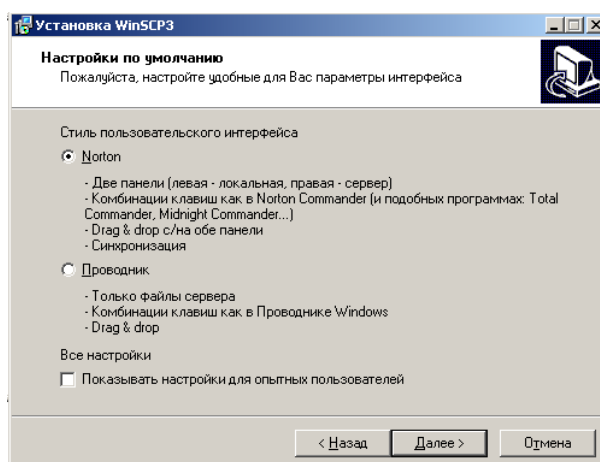 Установка WinSCP3
Настройки по умолчанию
Пожалуйста, настройте удобные для Вас параметры интерфейса
Стиль пользовательского интерфейса
Norton
- Две панели (левая - локальная, правая - сервер)
- Комбинации клавиш как в Norton Commander (и подобных программах: Total
Commander, Midnight Commander...)
- Drag & drop с/на обе панели
- Синхронизация
Проводник
- Только файлы сервера
- Комбинации клавиш как в Проводнике Windows
- Drag & drop
Все настройки
Показывать настройки для опытных пользователей
< Назад Далее > Отмена